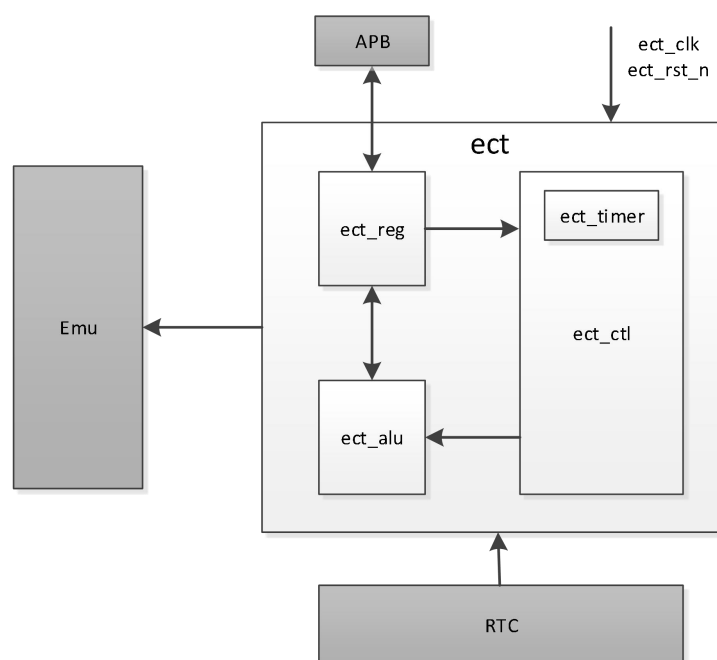 APB
ect_clk
ect_rst_n
ect
ect_reg
ect_timer
Emu
ect_ctl
ect_alu
RTC